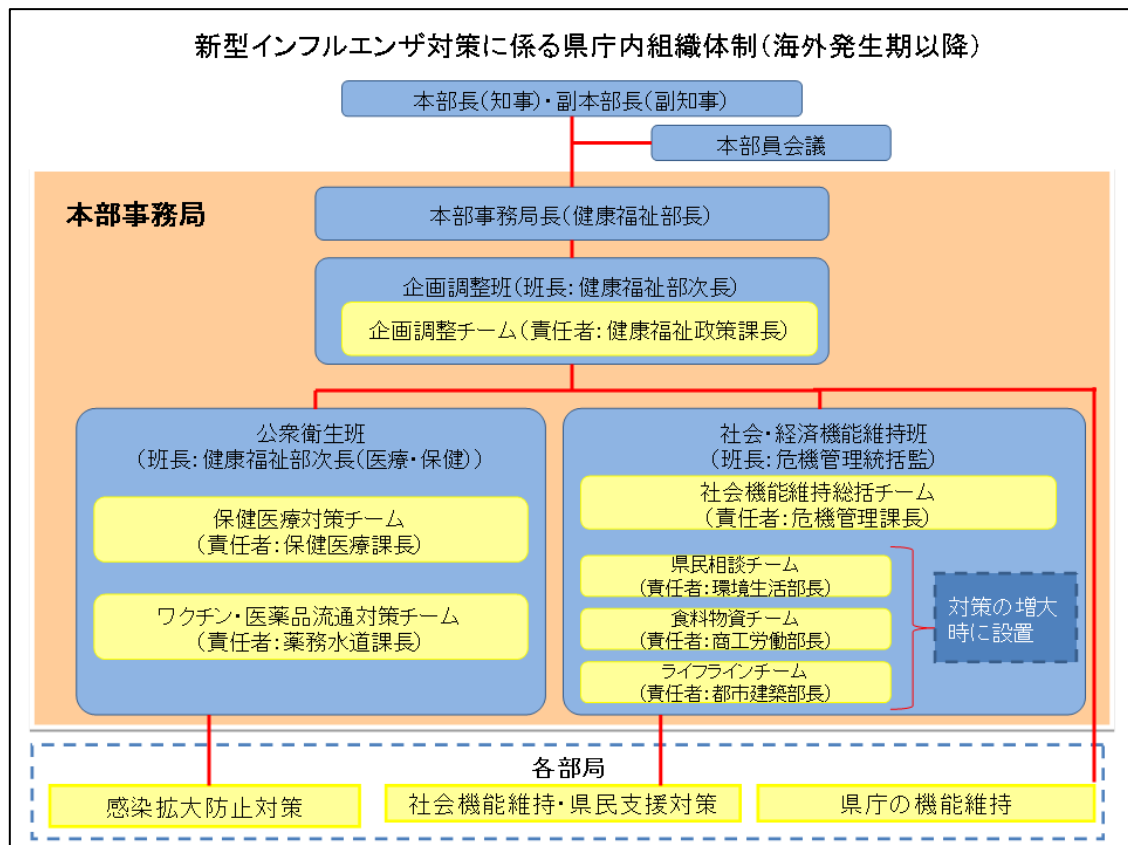 新型インフルエンザ対策に係る県庁内組織体制(海外発生期以降)
本部長(知事)・副本部長(副知事)
本部員会議
本部事務局
本部事務局長(健康福祉部長)
企画調整班(班長:健康福祉部次長)
企画調整チーム(責任者:健康福祉政策課長)
公衆衛生班
(班長:健康福祉部次長(医療・保健))
保健医療対策チーム
(責任者:保健医療課長)
ワクチン・医薬品流通対策チーム
(責任者:薬務水道課長)
社会・経済機能維持班
(班長:危機管理統括監)
社会機能維持総括チーム
(責任者:危機管理課長)
県民相談チーム
(責任者:環境生活部長)
食料物資チーム
(責任者:商工労働部長)
ライフラインチーム
(責任者:都市建築部長)
対策の増大
時に設置
各部局
感染拡大防止対策
社会機能維持・県民支援対策
県庁の機能維持